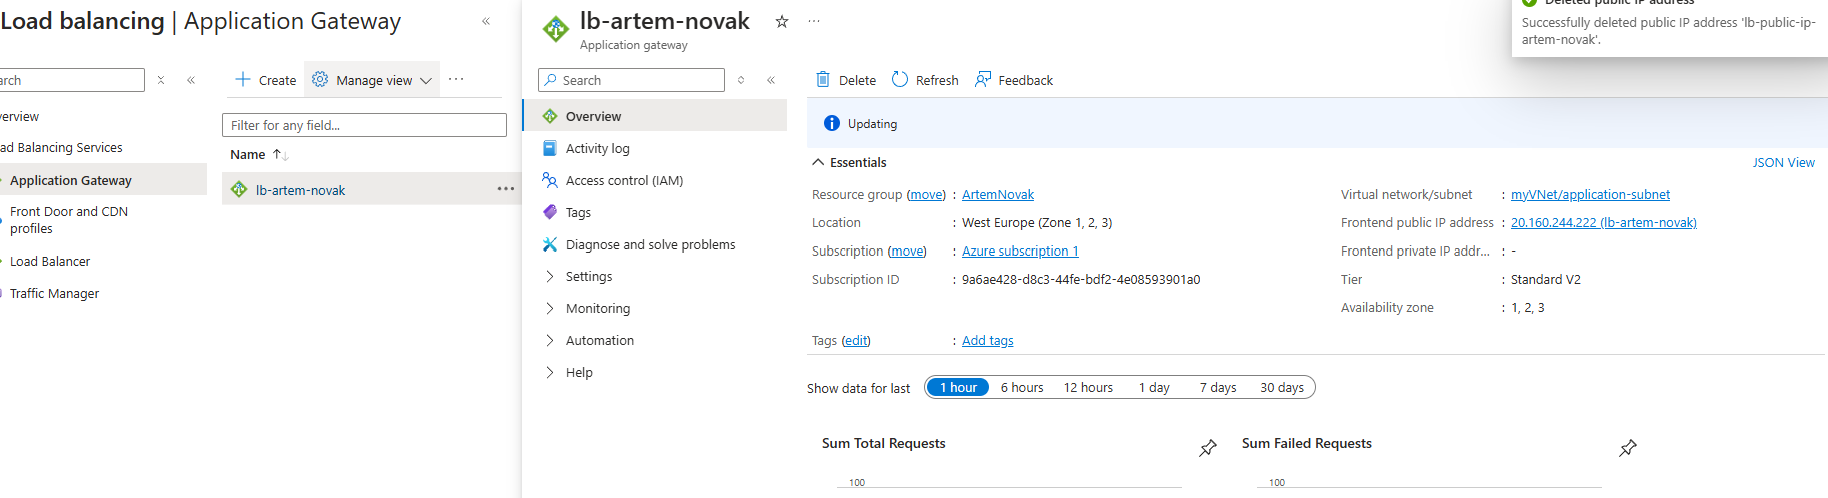 Load balancing | Application Gateway
Create
Manage view
Filter for any field...
Name
lb-artem-novak
Application Gateway
Front Door and CDN
profiles
Load Balancer
Traffic Manager
ad Balancing Services
lb-artem-novak
Application gateway
Search
Overview
Activity log
Access control (IAM)
Tags
Diagnose and solve problems
Settings
Monitoring
Automation
Help
Delete
Refresh
Feedback
Updating
Essentials
JSON View
Resource group (move) : ArtemNovak
Location : West Europe (Zone 1, 2, 3)
Subscription (move) : Azure subscription 1
Subscription ID : 9a6ae428-d8c3-44fe-bdf2-4e08593901a0
Virtual network/subnet : myVNet/application-subnet
Frontend public IP address : 20.160.244.222 (lb-artem-novak)
Frontend private IP addr... : -
Tier : Standard V2
Availability zone : 1, 2, 3
Tags (edit) : Add tags
Show data for last
1 hour 6 hours 12 hours 1 day 7 days 30 days
Sum Total Requests
100
Sum Failed Requests
100
Deleted public IP address
Successfully deleted public IP address 'lb-public-ip-
artem-novak'.